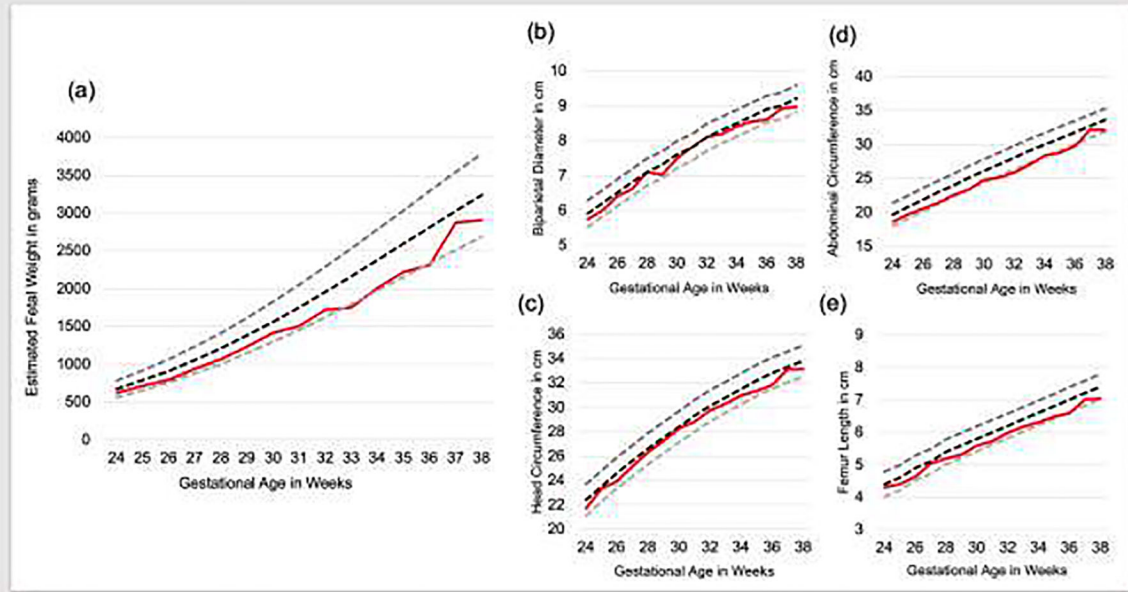 (a)
Estimated Fetal Weight in grams
4000
3500
3000
2500
2000
1500
1000
500
0
24 25 26 27 28 29 30 31 32 33 34 35 36 37 38
Gestational Age in Weeks
(b)
Biparietal Diameter in cm
10
9
8
7
6
5
24 26 28 30 32 34 36 38
Gestational Age in Weeks
(c)
Head Circumference in cm
36
34
32
30
28
26
24
22
20
24 26 28 30 32 34 36 38
Gestational Age in Weeks
(d)
Abdominal Circumference in cm
40
35
30
25
20
15
24 26 28 30 32 34 36 38
Gestational Age in Weeks
(e)
Femur Length in cm
9
8
7
6
5
4
3
24 26 28 30 32 34 36 38
Gestational Age in Weeks